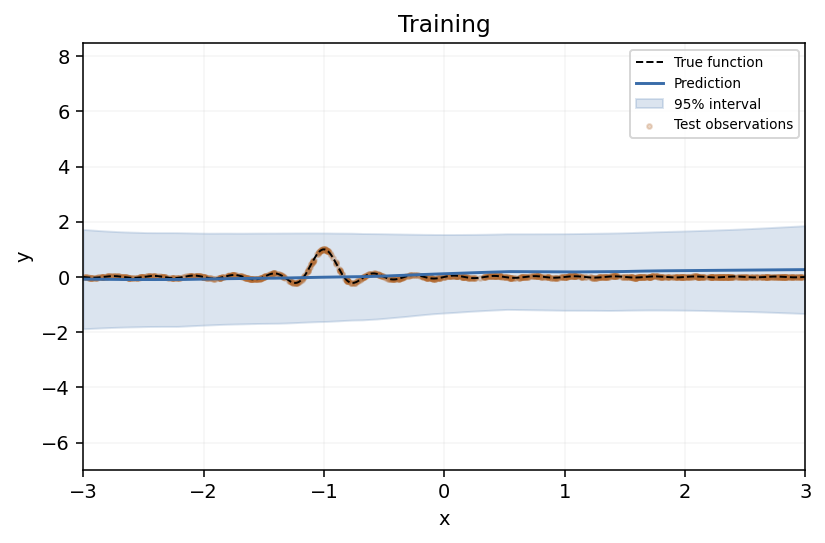 Training
True function
Prediction
95% interval
Test observations
y
8
6
4
2
0
−2
−4
−6
−3 −2 −1 0 1 2 3
x